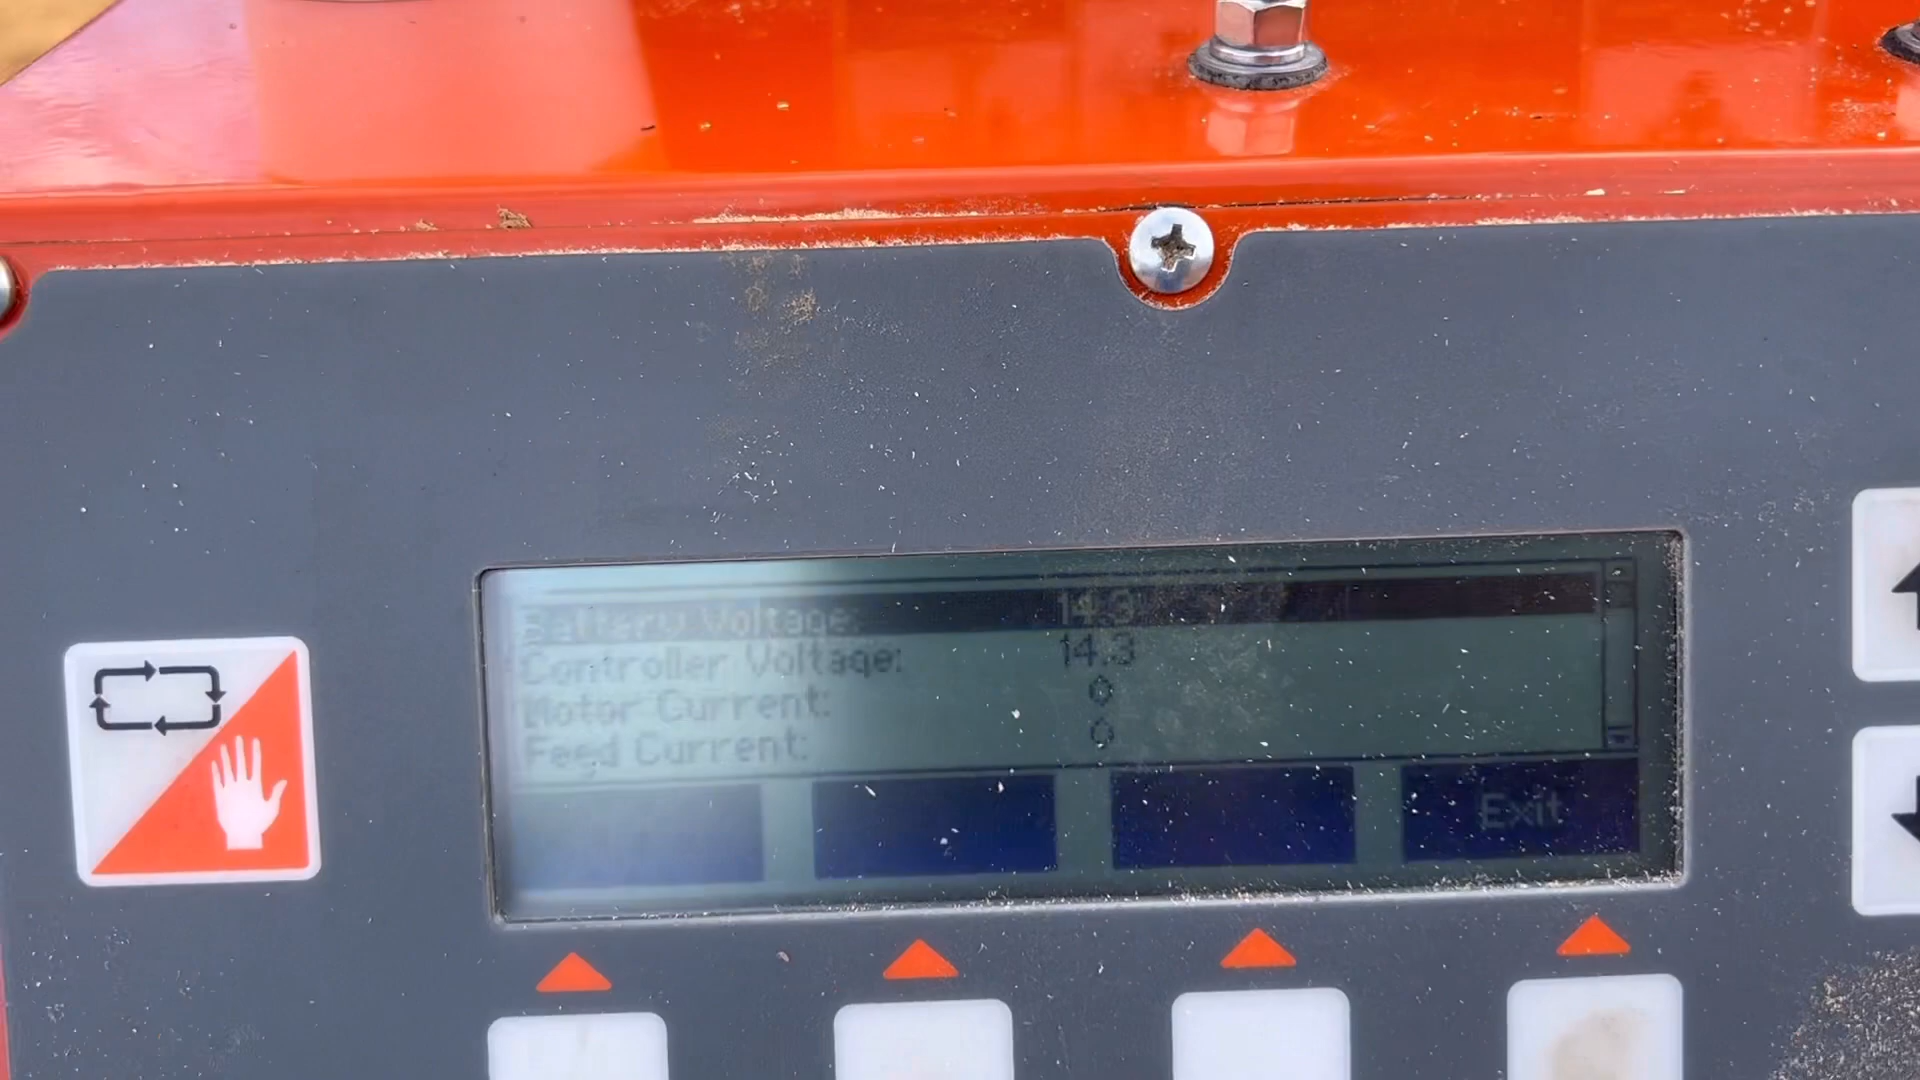 Battery Voltage: 14.3
Controller Voltage: 14.3
Motor Current: 0
Feed Current: 0
Exit